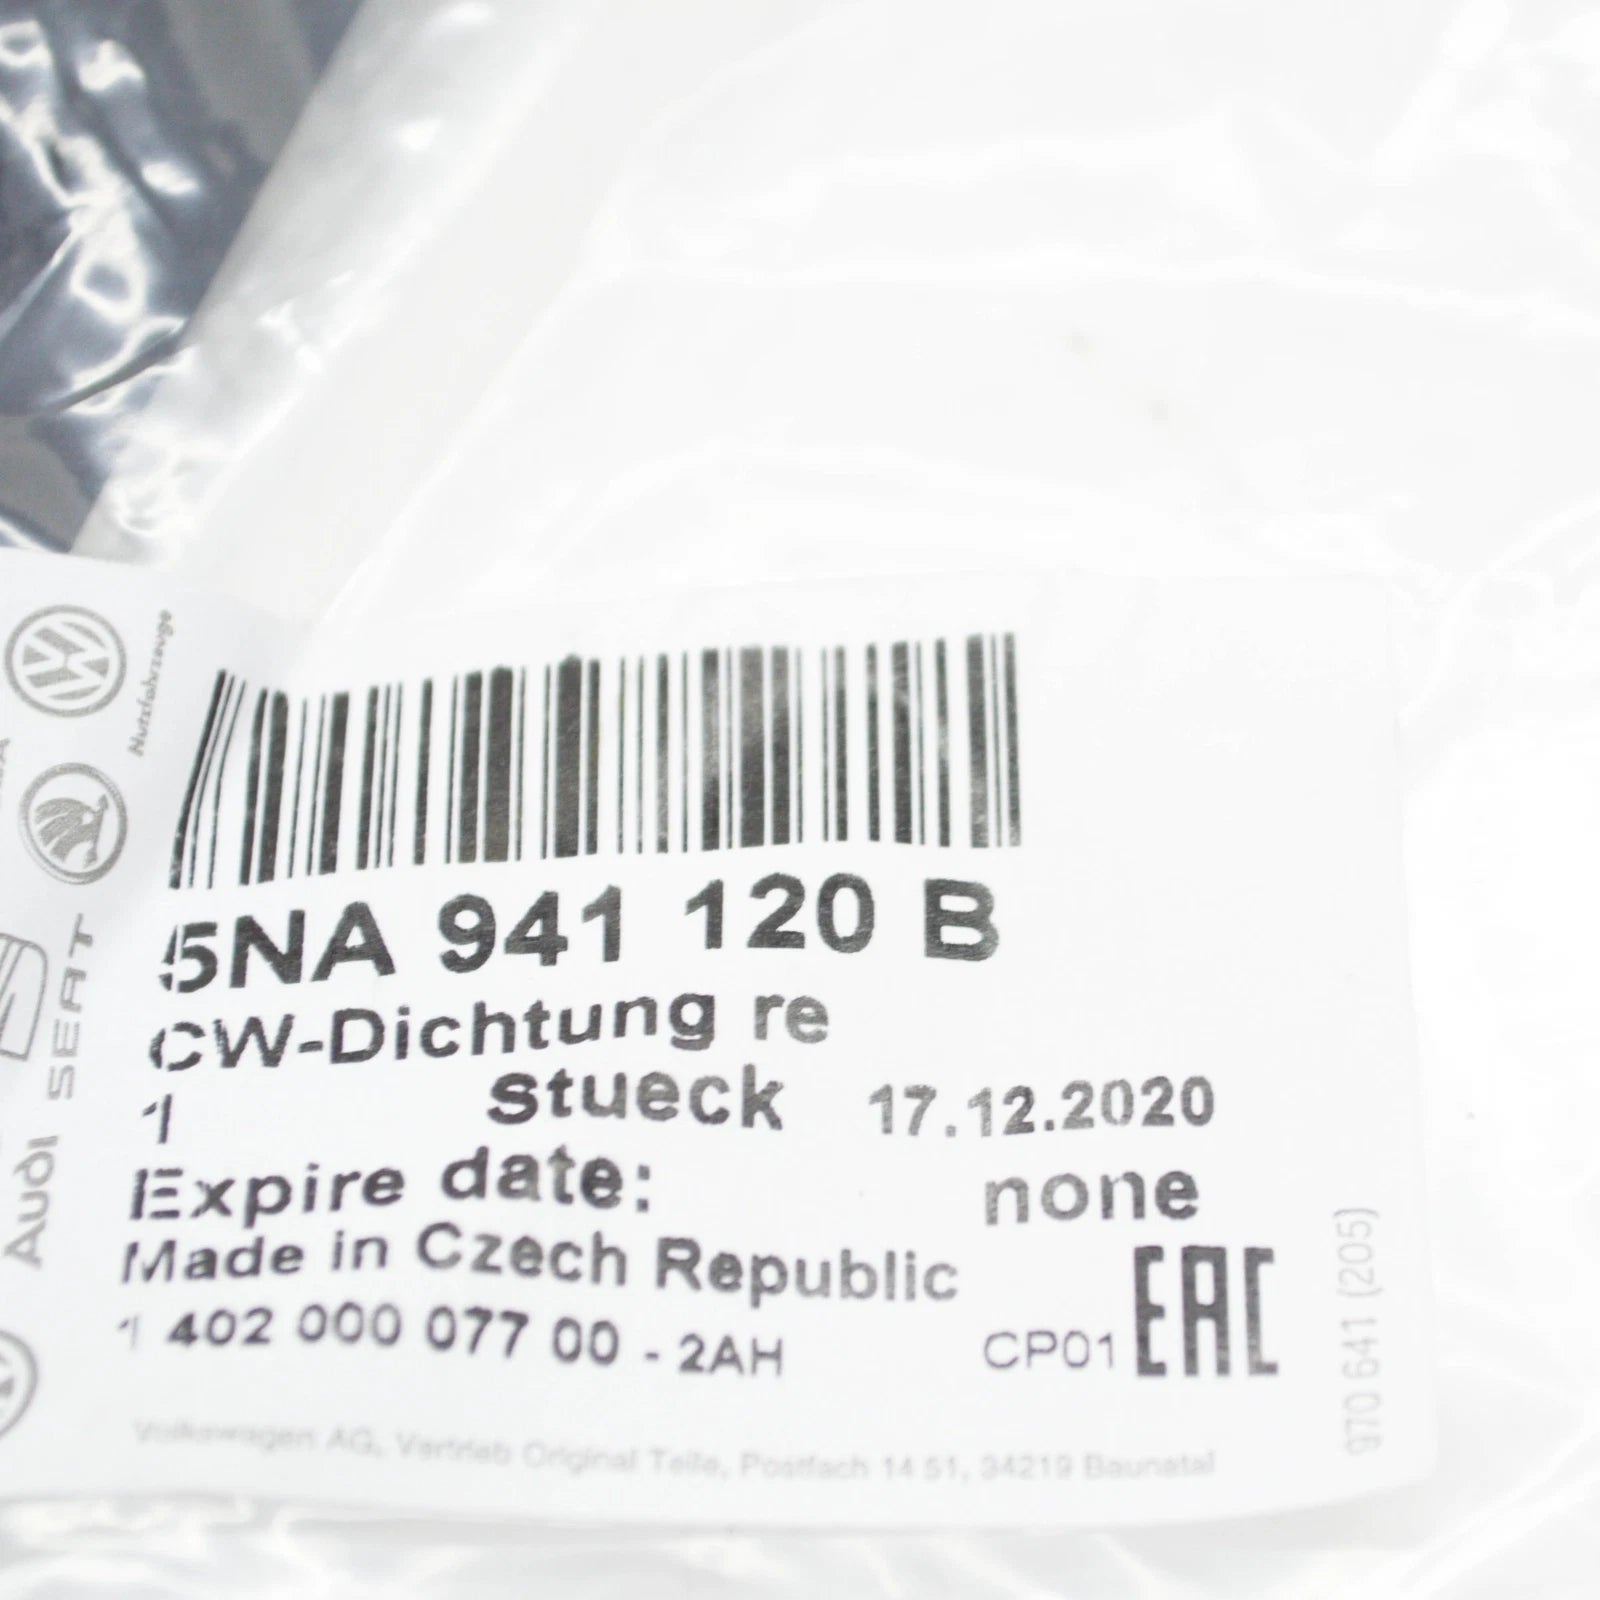 Nutzfahrzeuge
SEAT
Audi
5NA 941 120 B
CW-Dichtung re
1 stueck 17.12.2020
Expire date: none
Made in Czech Republic
1 402 000 077 00 - 2AH CP01 EAC
Volkswagen AG, Vertrieb Original Teile, Postfach 14 51, 34219 Baunatal
970 641 (205)